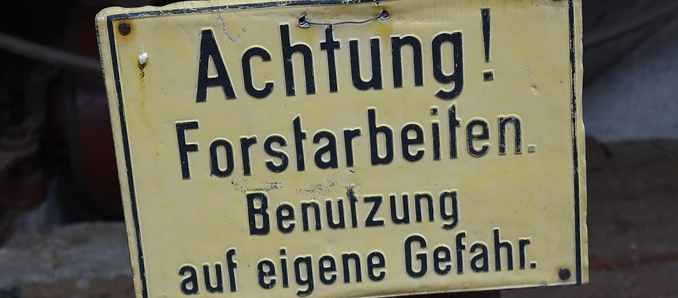 Achtung!
Forstarbeiten.
Benutzung
auf eigene Gefahr.